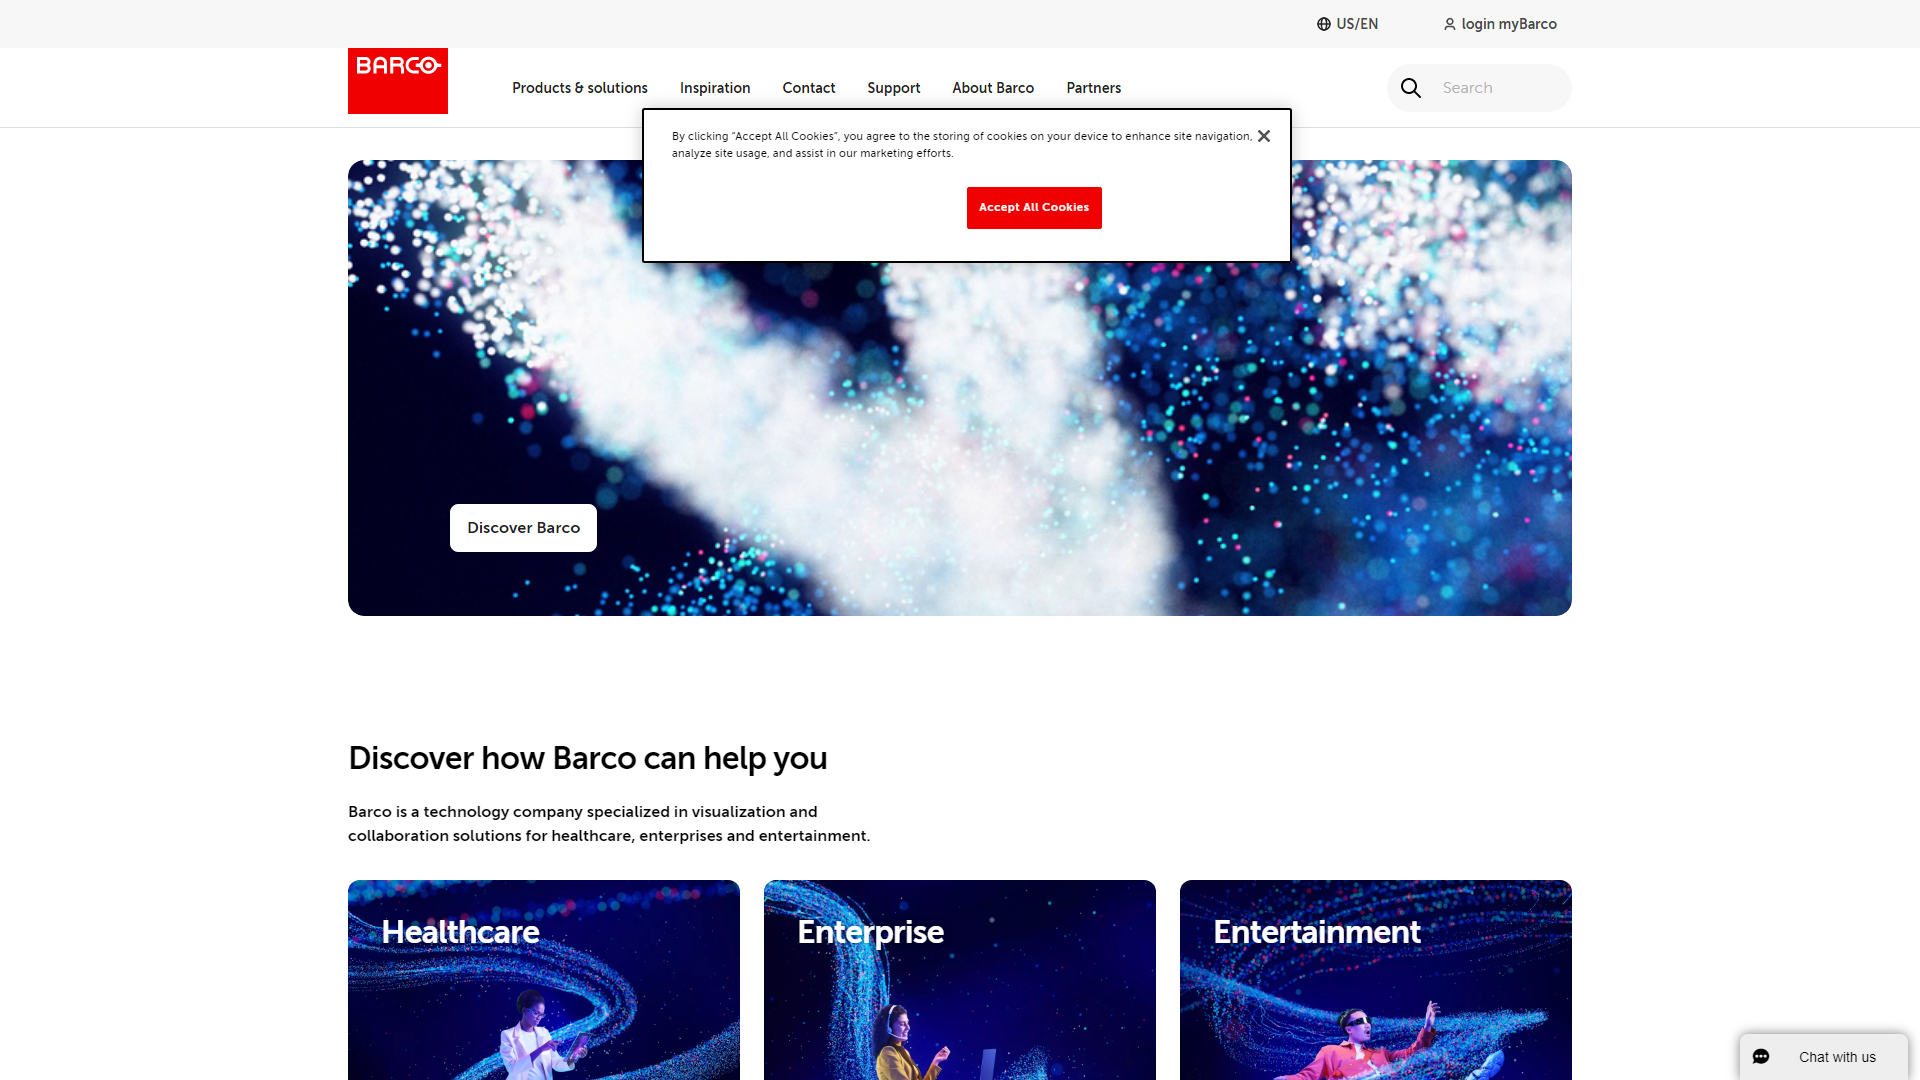 US/EN
login myBarco
BARCO
Products & solutions
Inspiration
Contact
Support
About Barco
Partners
Search
By clicking “Accept All Cookies”, you agree to the storing of cookies on your device to enhance site navigation,
analyze site usage, and assist in our marketing efforts.
Accept All Cookies
Discover Barco
Discover how Barco can help you
Barco is a technology company specialized in visualization and
collaboration solutions for healthcare, enterprises and entertainment.
Healthcare
Enterprise
Entertainment
Chat with us